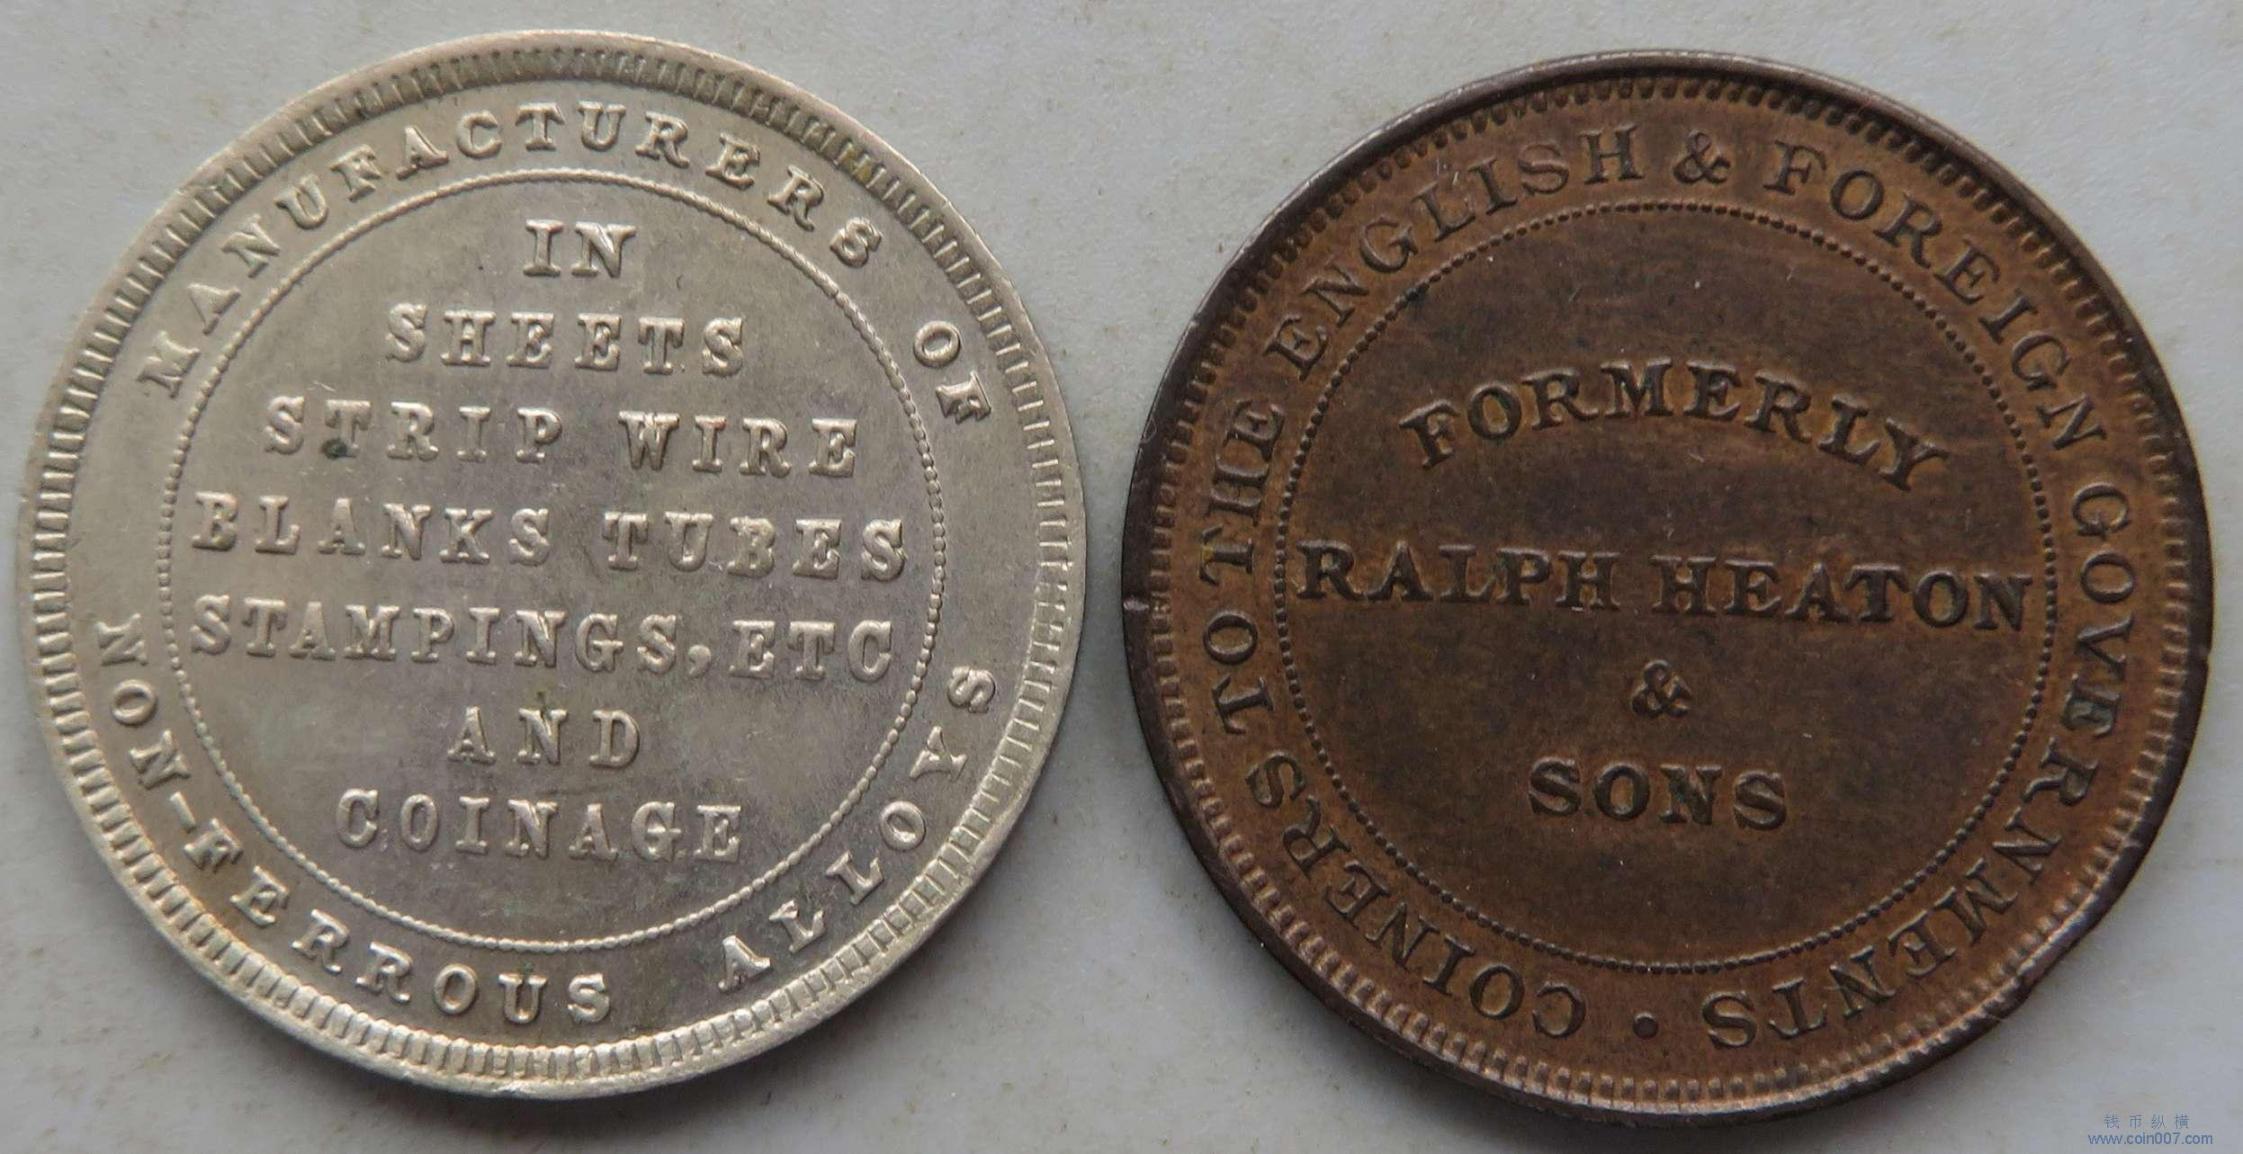 MANUFACTURERS OF
NON-FERROUS ALLOYS
IN
SHEETS
STRIP WIRE
BLANKS TUBES
STAMPINGS, ETC
AND
COINAGE
COINERS TO THE ENGLISH & FOREIGN GOVERNMENTS ·
FORMERLY
RALPH HEATON
&
SONS
钱币纵横
www.coin007.com